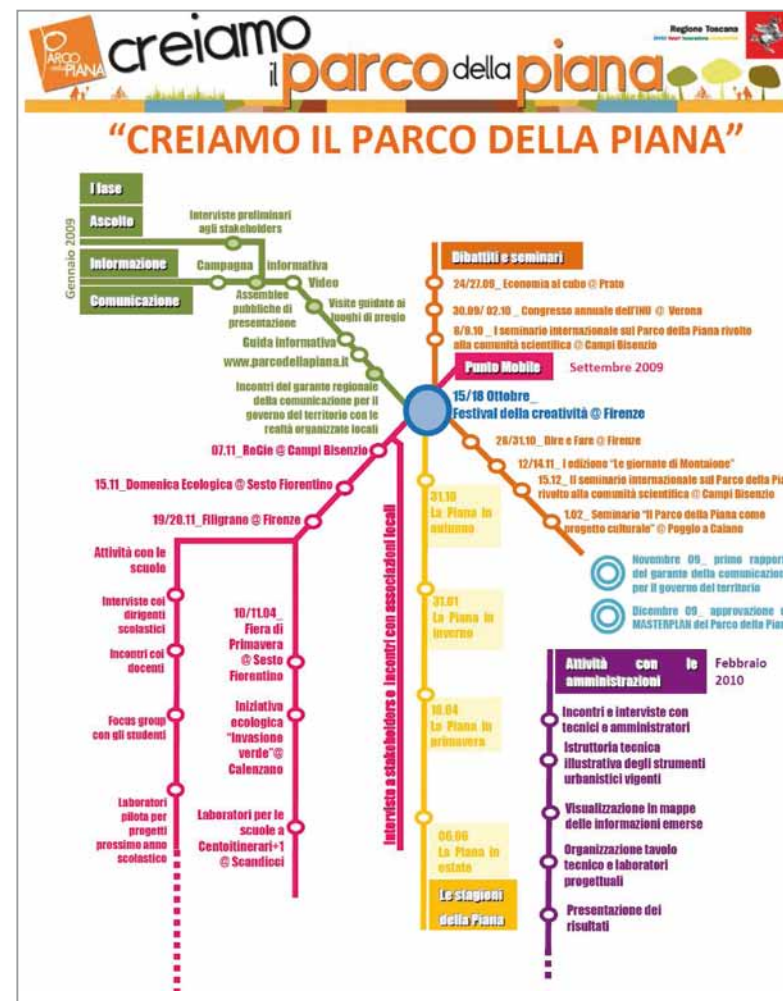 PARCO
della
PIANA
creiamo
il parco della piana
Regione Toscana
"CREIAMO IL PARCO DELLA PIANA"
Gennaio 2009
I fase
Ascolto
Informazione
Comunicazione
Interviste preliminari
agli stakeholders
Campagna informativa
Video
Assemblee
pubbliche di
presentazione
Visite guidate ai
luoghi di pregio
Guida informativa
www.parcodellapiana.it
Incontri del garante regionale
della comunicazione per il
governo del territorio con le
realtà organizzate locali
Dibattiti e seminari
24/27.09_ Economia al cubo @ Prato
30.09/ 02.10_ Congresso annuale dell'INU @ Verona
8/9.10_ I seminario internazionale sul Parco della Piana rivolto
alla comunità scientifica @ Campi Bisenzio
Punto Mobile
Settembre 2009
15/18 Ottobre_
Festival della creatività @ Firenze
28/31.10_ Dire e Fare @ Firenze
12/14.11_ I edizione "Le giornate di Montaione"
15.12_ II seminario internazionale sul Parco della Pia
rivolto alla comunità scientifica @ Campi Bisenzio
1.02_ Seminario "Il Parco della Piana come
progetto culturale" @ Poggio a Caiano
07.11_RoGio @ Campi Bisenzio
15.11_Domenica Ecologica @ Sesto Fiorentino
19/20.11_Filigrane @ Firenze
Attività con le
scuole
Interviste coi
dirigenti
scolastici
Incontri coi
docenti
Focus group
con gli studenti
Laboratori
pilota per
progetti
prossimo anno
scolastico
10/11.04_
Fiera di
Primavera
@ Sesto
Fiorentino
Iniziativa
ecologica
"Invasione
verde"@
Calenzano
Laboratori per le
scuole a
Centoitinerari+1
@ Scandicci
Interviste a stakeholders e incontri con associazioni locali
31.10
La Piana in
autunno
31.01
La Piana in
inverno
18.04
La Piana in
primavera
06.06
La Piana in
estate
Le stagioni
della Piana
Novembre 09_ primo rapport
del garante della comunicazione
per il governo del territorio
Dicembre 09_ approvazione
MASTERPLAN del Parco della Pian
Attività con le
amministrazioni
Febbraio
2010
Incontri e interviste con
tecnici e amministratori
Istruttoria tecnica
illustrativa degli strumenti
urbanistici vigenti
Visualizzazione in mappe
delle informazioni emerse
Organizzazione tavolo
tecnico e laboratori
progettuali
Presentazione dei
risultati